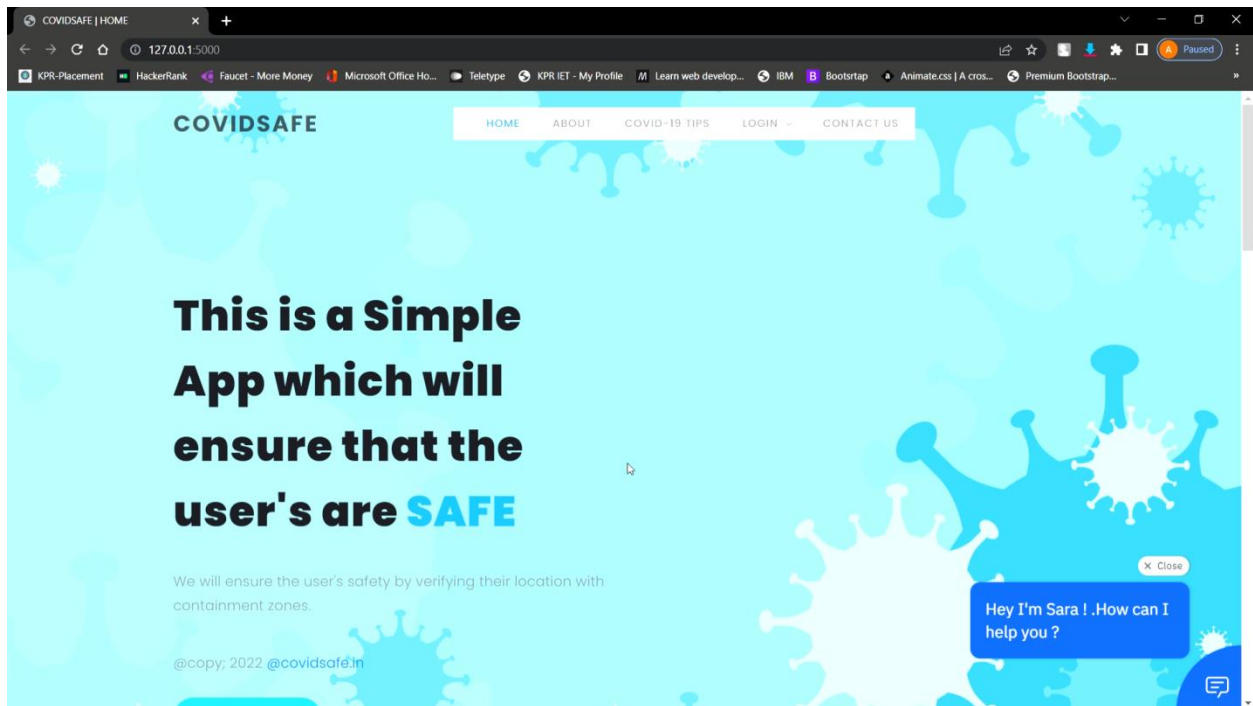 COVIDSAFE | HOME
127.0.0.1:5000
Paused
KPR-Placement HackerRank Faucet - More Money Microsoft Office Ho... Teletype KPR IET - My Profile Learn web develop... IBM Bootsrtap Animate.css | A cros... Premium Bootstrap...
COVIDSAFE
HOME ABOUT COVID-19 TIPS LOGIN CONTACT US
This is a Simple
App which will
ensure that the
user's are SAFE
We will ensure the user's safety by verifying their location with
containment zones.
@copy; 2022 @covidsafe.in
Close
Hey I'm Sara ! .How can I
help you ?